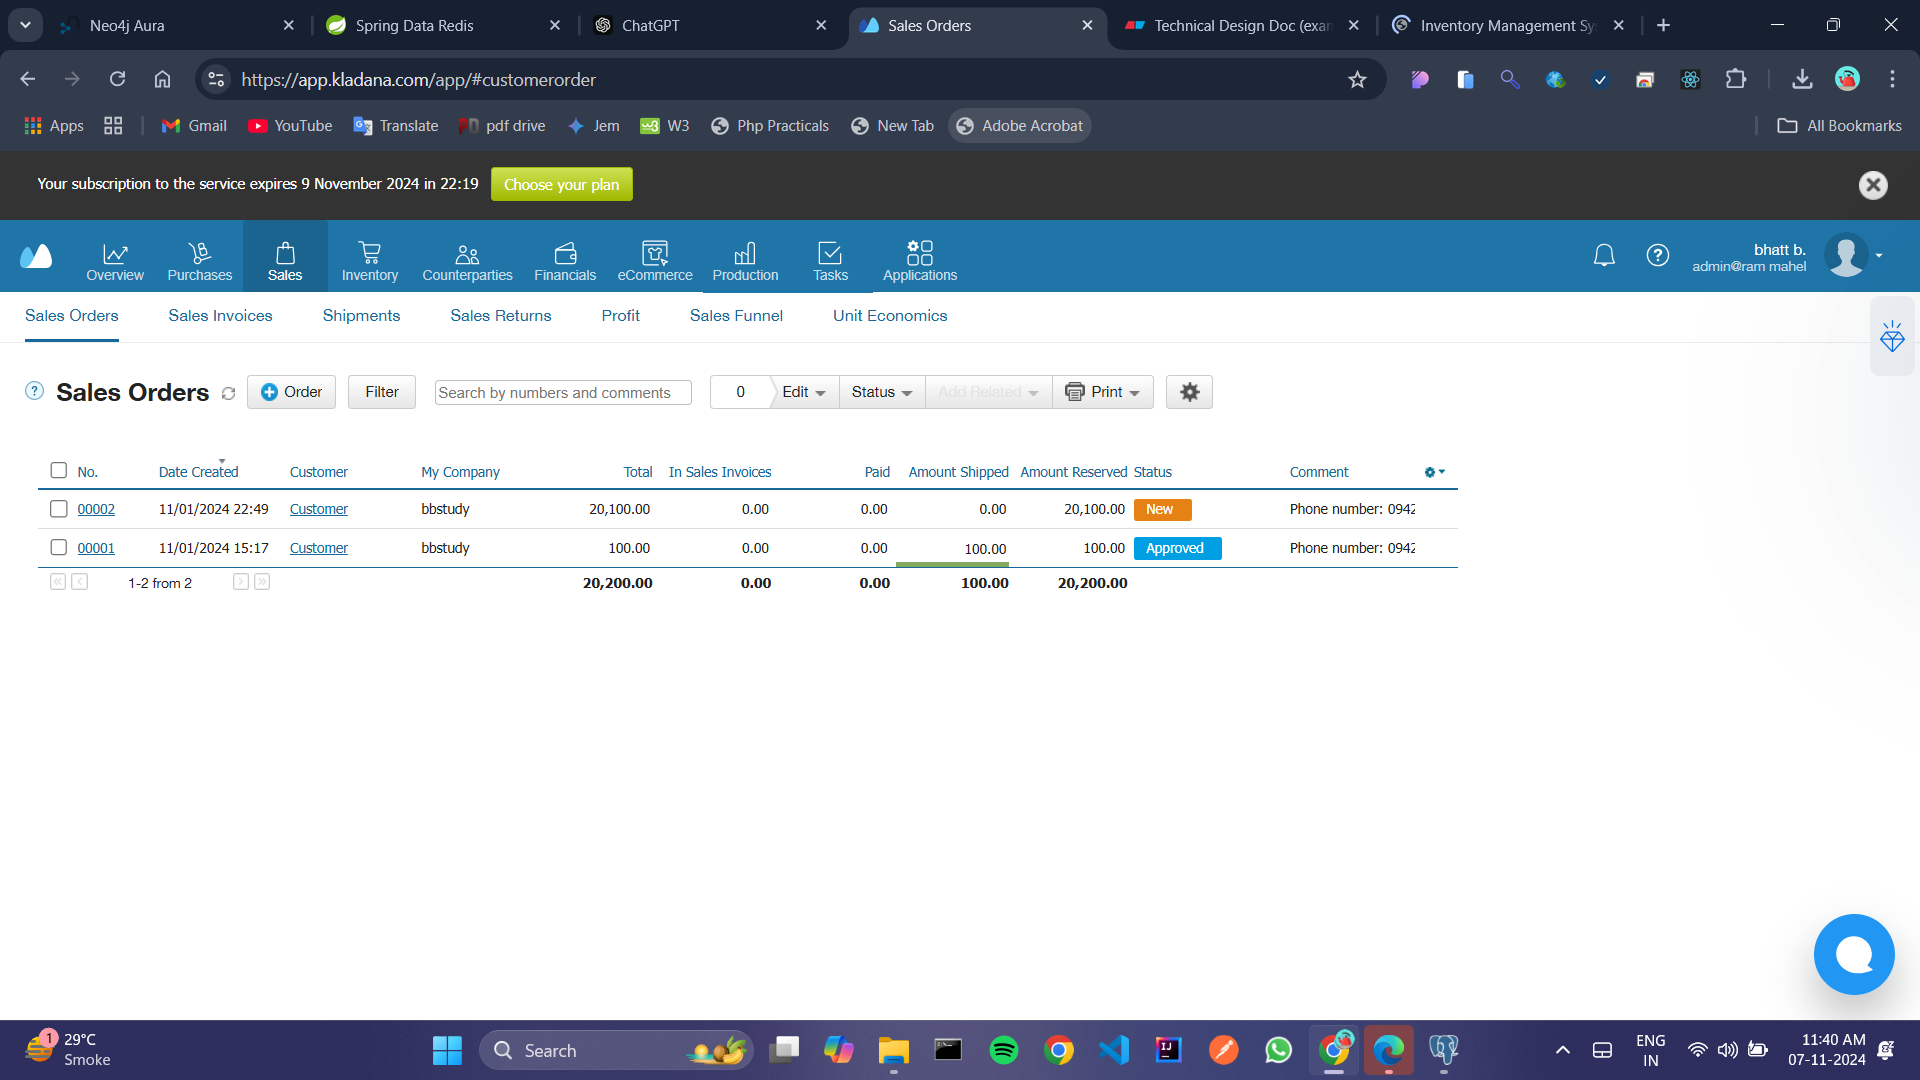 Neo4j Aura
Spring Data Redis
ChatGPT
Sales Orders
Technical Design Doc (exam
Inventory Management Sys
https://app.kladana.com/app/#customerorder
Apps
Gmail
YouTube
Translate
pdf drive
Jem
W3
Php Practicals
New Tab
Adobe Acrobat
All Bookmarks
Your subscription to the service expires 9 November 2024 in 22:19
Choose your plan
Overview
Purchases
Sales
Inventory
Counterparties
Financials
eCommerce
Production
Tasks
Applications
bhatt b.
admin@ram mahel
Sales Orders
Sales Invoices
Shipments
Sales Returns
Profit
Sales Funnel
Unit Economics
Sales Orders
Order
Filter
Search by numbers and comments
0
Edit
Status
Add Related
Print
No. Date Created Customer My Company Total In Sales Invoices Paid Amount Shipped Amount Reserved Status Comment
00002 11/01/2024 22:49 Customer bbstudy 20,100.00 0.00 0.00 0.00 20,100.00 New Phone number: 0942
00001 11/01/2024 15:17 Customer bbstudy 100.00 0.00 0.00 100.00 100.00 Approved Phone number: 0942
1-2 from 2 20,200.00 0.00 0.00 100.00 20,200.00
1
29°C
Smoke
Search
ENG
IN
11:40 AM
07-11-2024